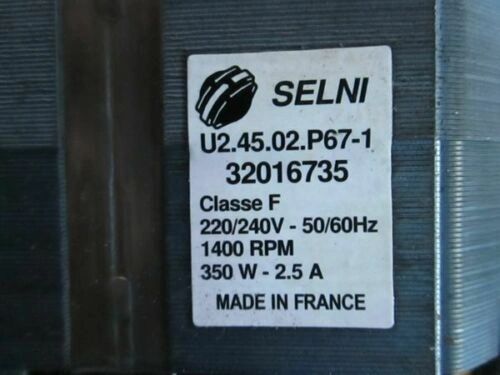 SELNI
U2.45.02.P67-1
32016735
Classe F
220/240V - 50/60Hz
1400 RPM
350 W - 2.5 A
MADE IN FRANCE